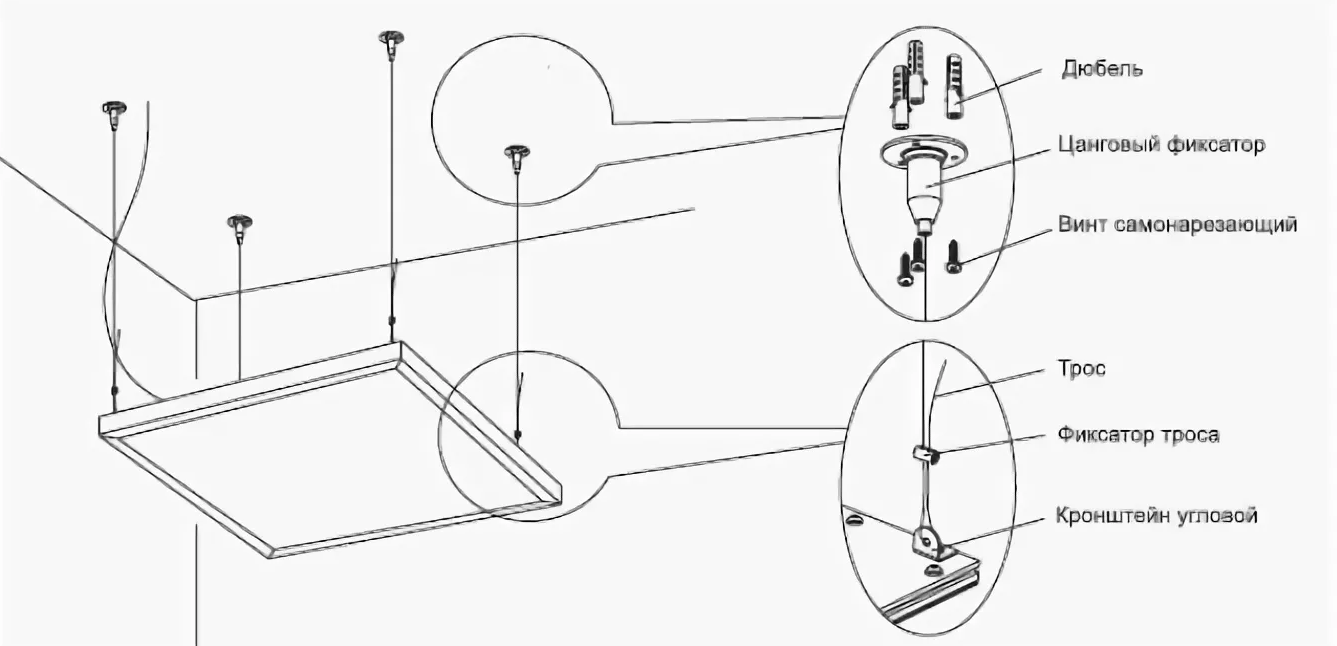 Дюбель
Цанговый фиксатор
Винт самонарезающий
Трос
Фиксатор троса
Кронштейн угловой